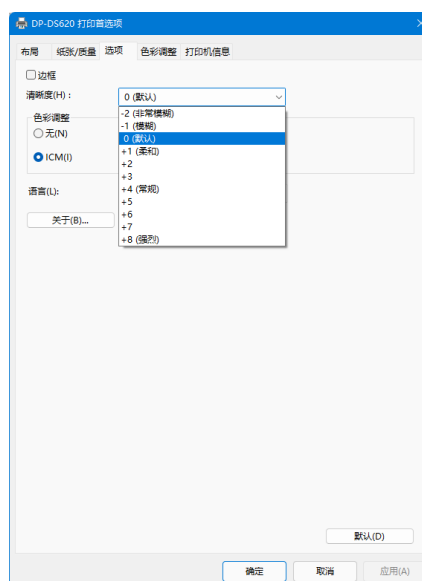 DP-DS620 打印首选项
布局 纸张/质量 选项 色彩调整 打印机信息
边框
清晰度(H)： 0 (默认)
-2 (非常模糊)
-1 (模糊)
0 (默认)
+1 (柔和)
+2
+3
+4 (常规)
+5
+6
+7
+8 (强烈)
色彩调整
无(N)
ICM(I)
语言(L):
关于(B)...
默认(D)
确定 取消 应用(A)